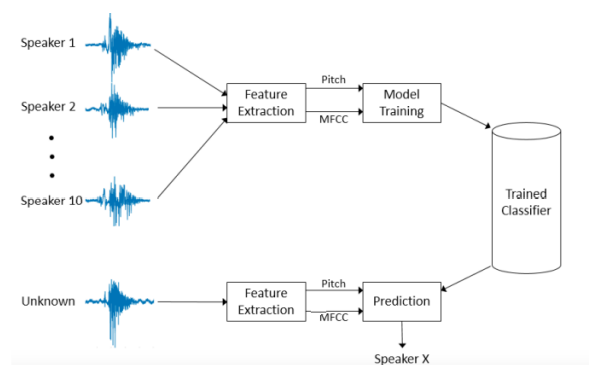 Speaker 1
Speaker 2
Speaker 10
Feature
Extraction
Pitch
MFCC
Model
Training
Trained
Classifier
Unknown
Feature
Extraction
Pitch
MFCC
Prediction
Speaker X